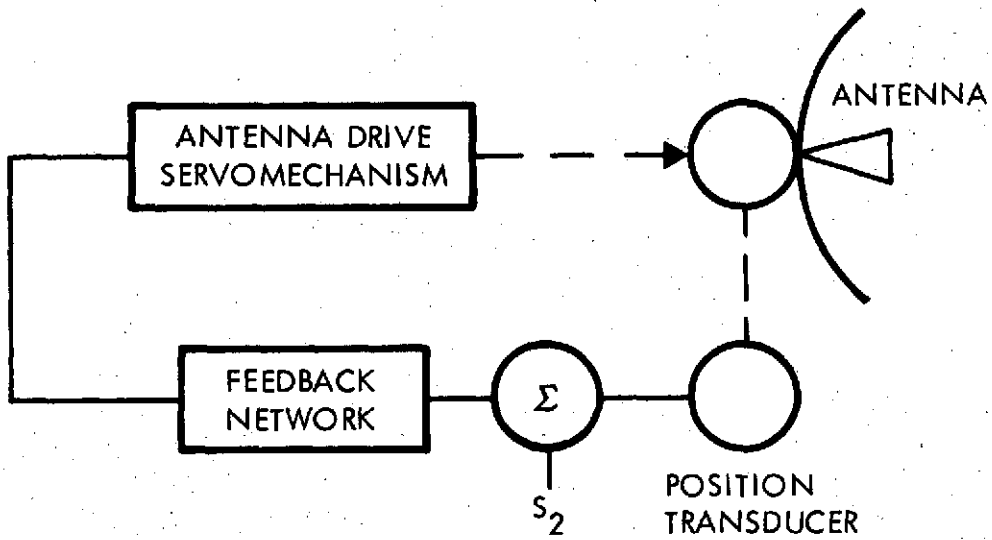 ANTENNA
ANTENNA DRIVE
SERVOMECHANISM
FEEDBACK
NETWORK
Σ
S₂
POSITION
TRANSDUCER